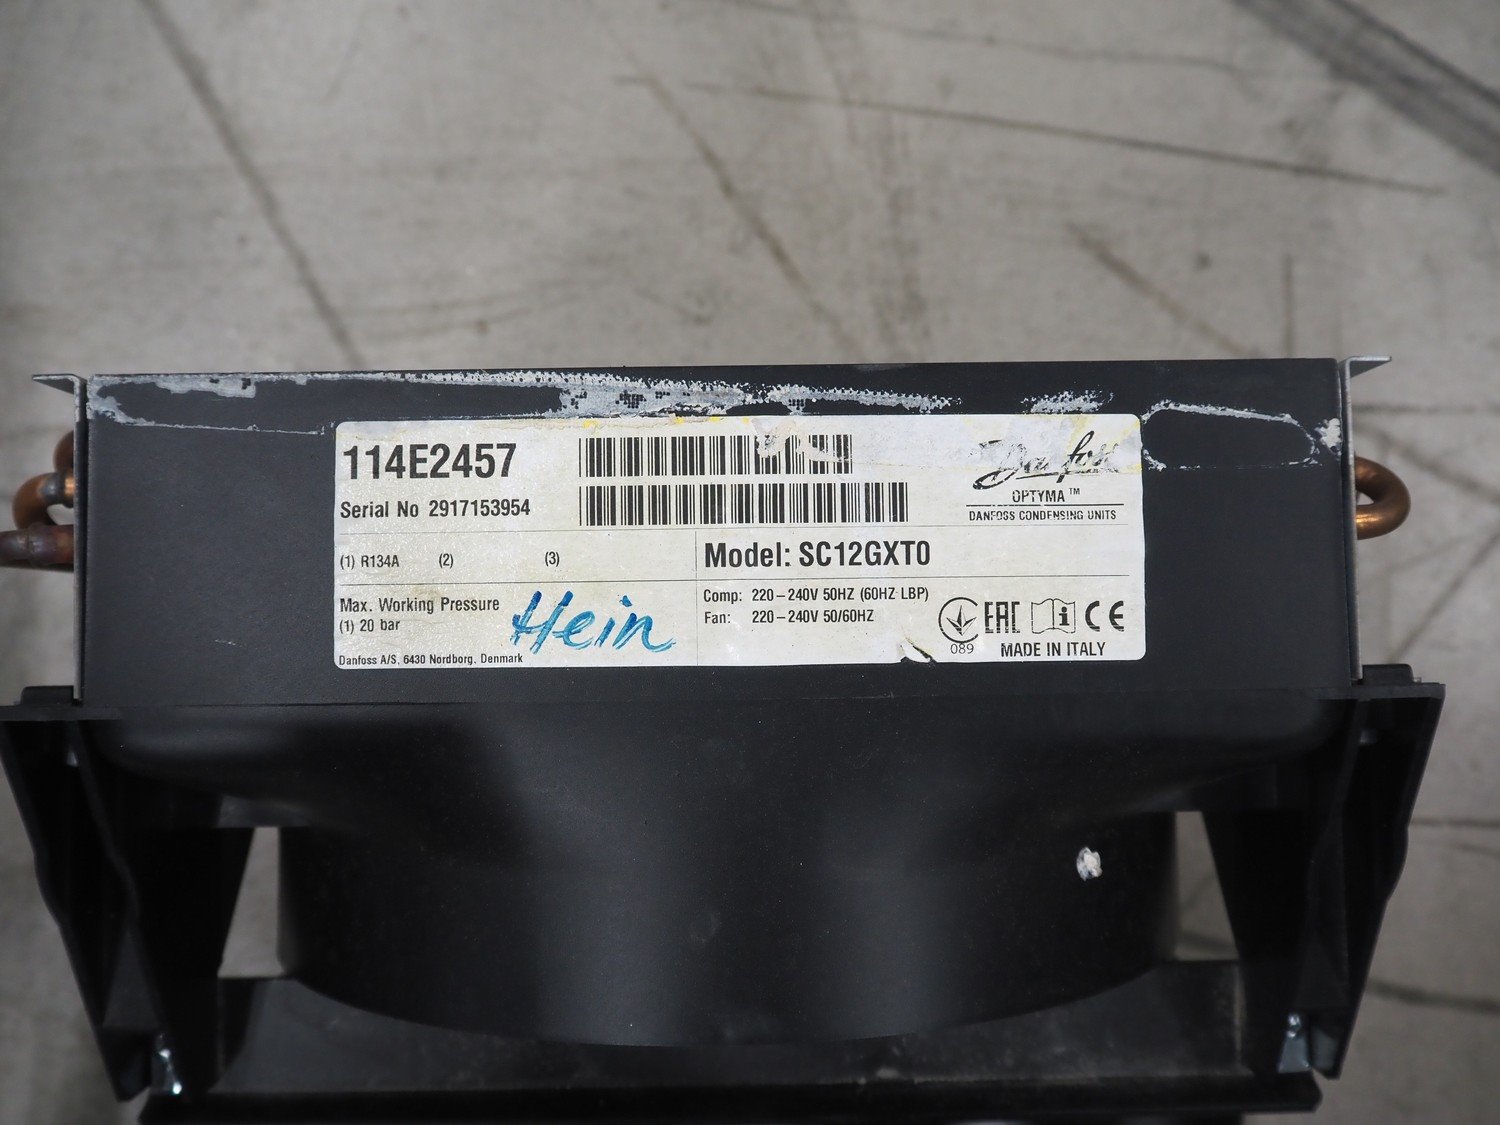 114E2457
Serial No 2917153954
Danfoss
OPTYMA™
DANFOSS CONDENSING UNITS
(1) R134A (2) (3)
Model: SC12GXT0
Max. Working Pressure
(1) 20 bar
Hein
Comp: 220-240V 50HZ (60HZ LBP)
Fan: 220-240V 50/60HZ
089
EAC
i
CE
MADE IN ITALY
Danfoss A/S, 6430 Nordborg, Denmark